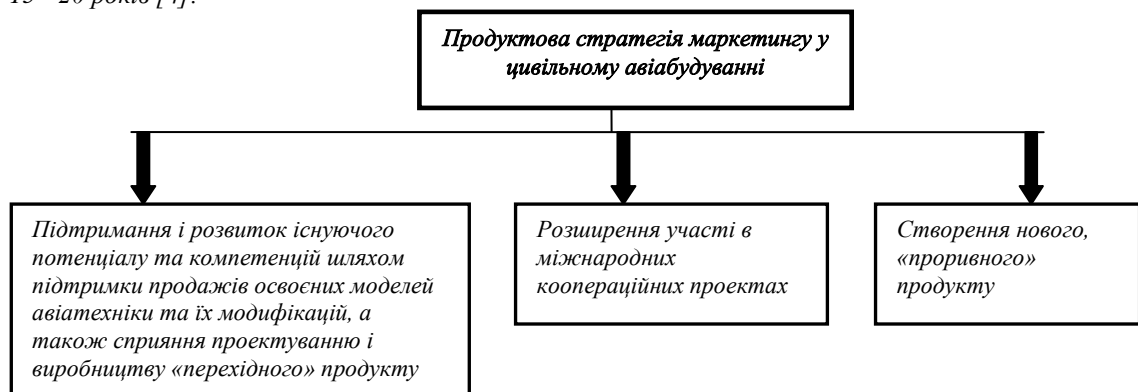 15 – 20 років [4].
Продуктова стратегія маркетингу у
цивільному авіабудуванні
Підтримання і розвиток існуючого
потенціалу та компетенцій шляхом
підтримки продажів освоєних моделей
авіатехніки та їх модифікацій, а
також сприяння проектуванню і
виробництву «перехідного» продукту
Розширення участі в
міжнародних
коопераційних проектах
Створення нового,
«проривного»
продукту